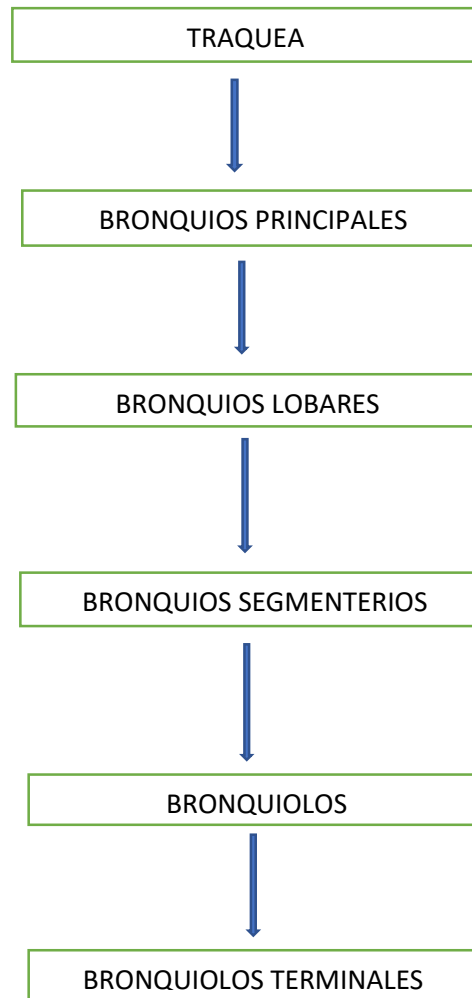 TRAQUEA
BRONQUIOS PRINCIPALES
BRONQUIOS LOBARES
BRONQUIOS SEGMENTERIOS
BRONQUIOLOS
BRONQUIOLOS TERMINALES